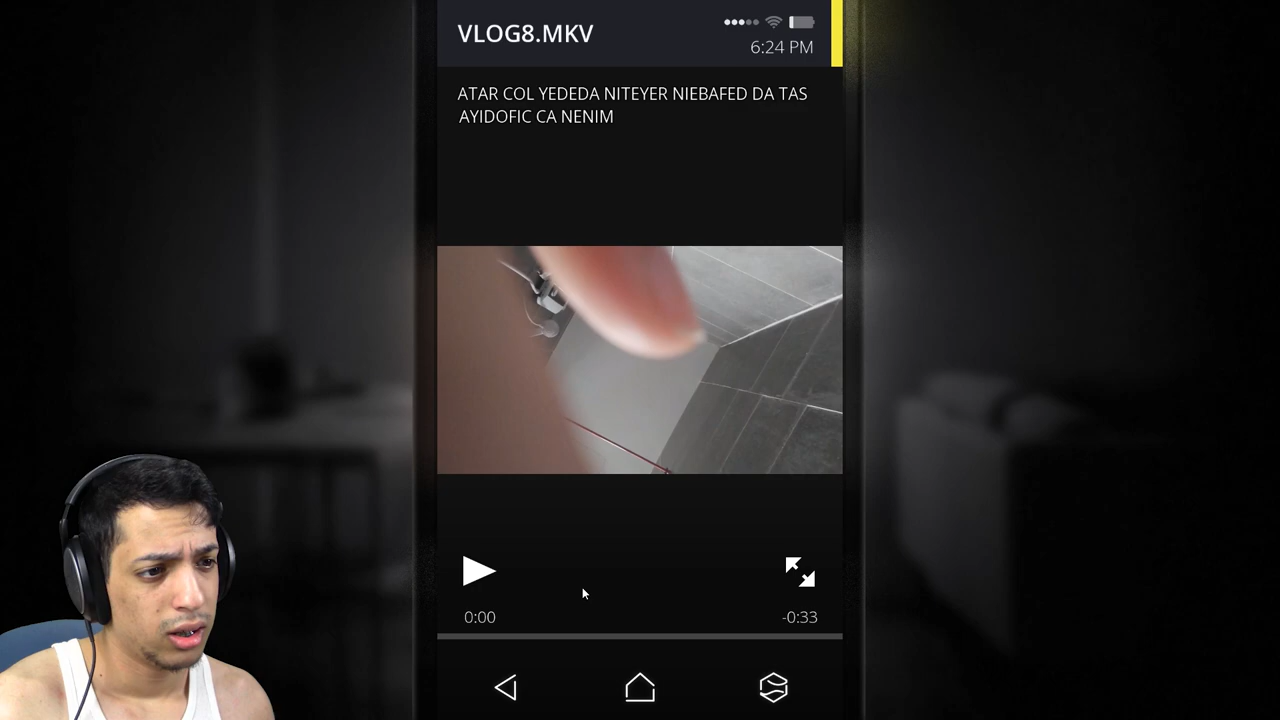 VLOG8.MKV
6:24 PM
ATAR COL YEDEDA NITEYER NIEBAFED DA TAS
AYIDOFIC CA NENIM
0:00
-0:33